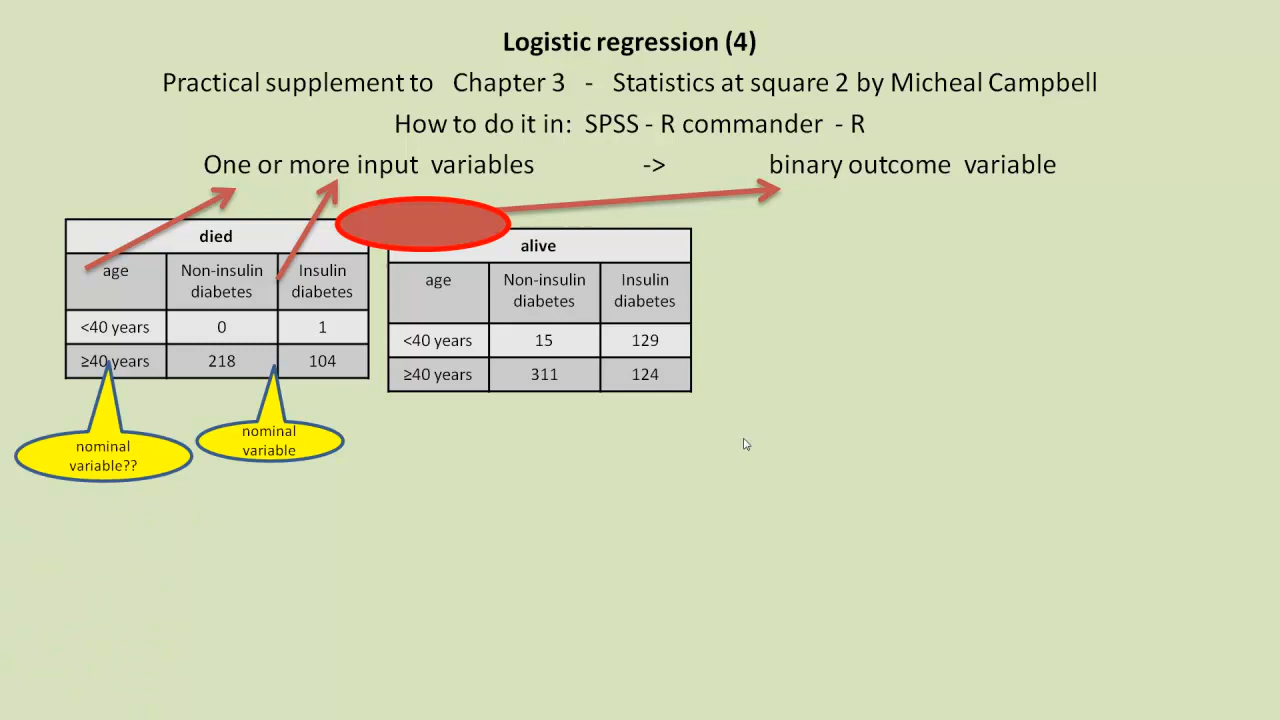 Logistic regression (4)
Practical supplement to Chapter 3 - Statistics at square 2 by Micheal Campbell
How to do it in: SPSS - R commander - R
One or more input variables -> binary outcome variable
died
age Non-insulin diabetes Insulin diabetes
<40 years 0 1
≥40 years 218 104
alive
age Non-insulin diabetes Insulin diabetes
<40 years 15 129
≥40 years 311 124
nominal
variable??
nominal
variable